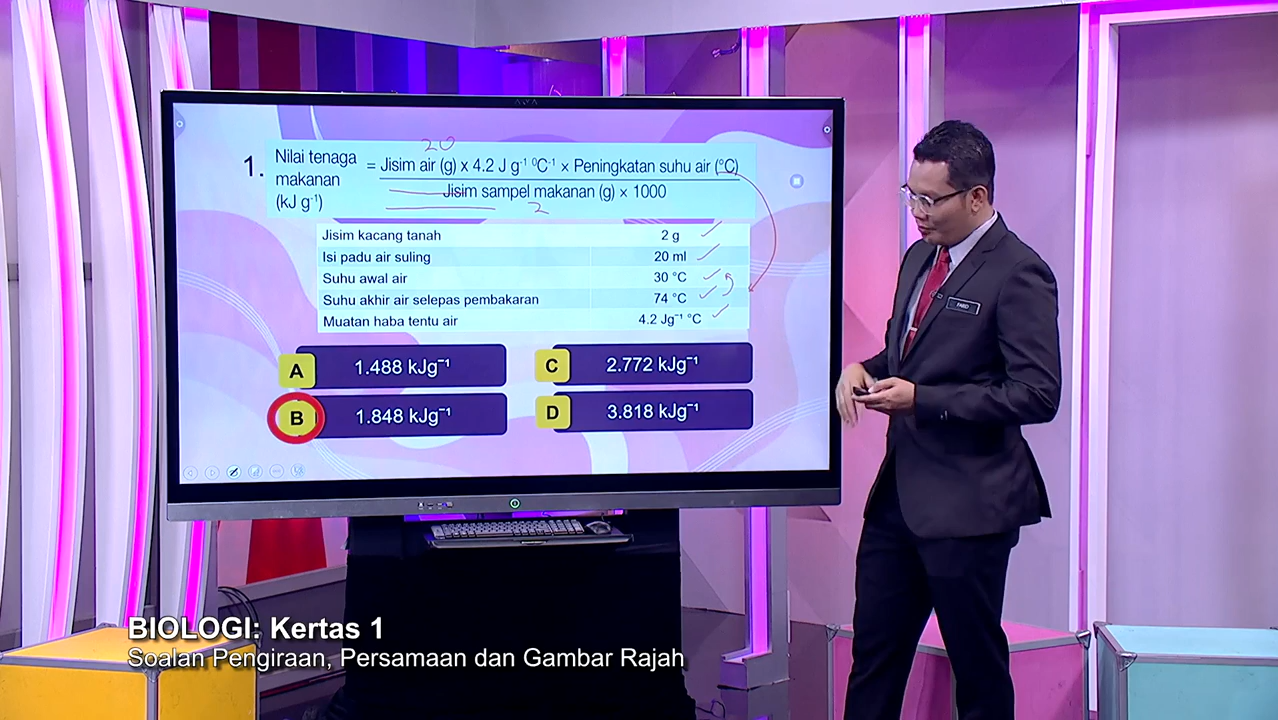 20
1. Nilai tenaga makanan (kJ g⁻¹) = Jisim air (g) x 4.2 J g⁻¹ ⁰C⁻¹ × Peningkatan suhu air (°C)
Jisim sampel makanan (g) × 1000
2
Jisim kacang tanah 2 g
Isi padu air suling 20 ml
Suhu awal air 30 °C
Suhu akhir air selepas pembakaran 74 °C
Muatan haba tentu air 4.2 Jg⁻¹ °C
A 1.488 kJg⁻¹
C 2.772 kJg⁻¹
B 1.848 kJg⁻¹
D 3.818 kJg⁻¹
BIOLOGI: Kertas 1
Soalan Pengiraan, Persamaan dan Gambar Rajah